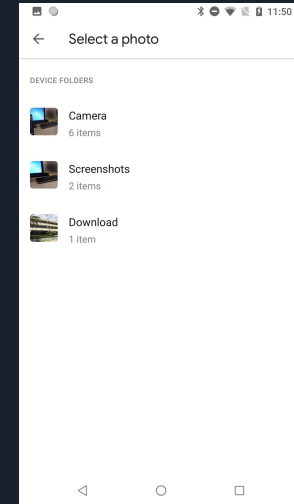 11:50
Select a photo
DEVICE FOLDERS
Camera
6 items
Screenshots
2 items
Download
1 item